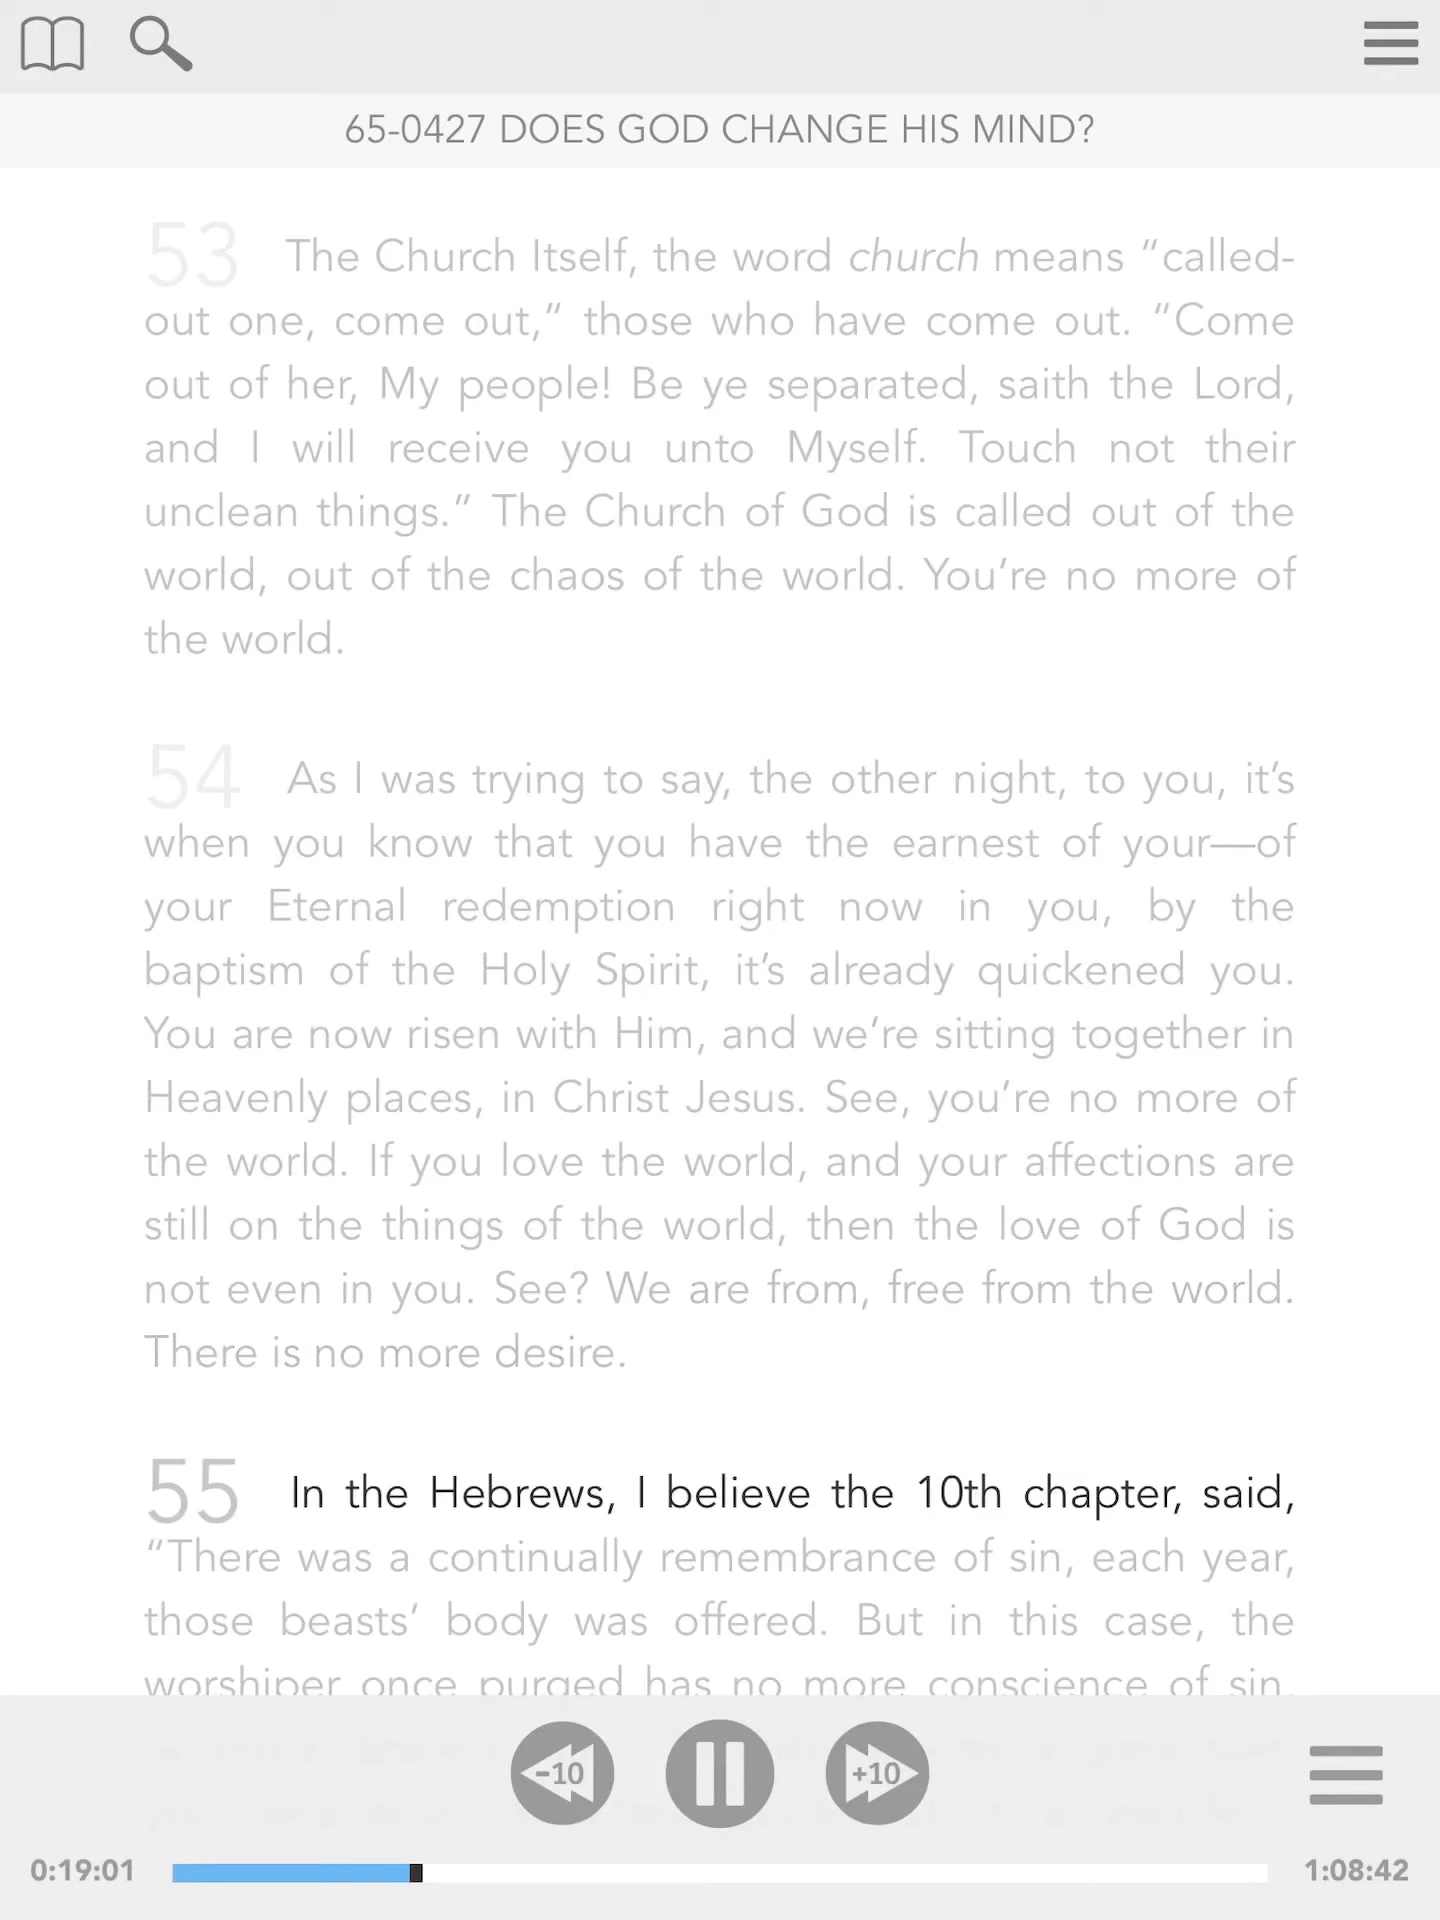 65-0427 DOES GOD CHANGE HIS MIND?
53 The Church Itself, the word church means “called-
out one, come out,” those who have come out. “Come
out of her, My people! Be ye separated, saith the Lord,
and I will receive you unto Myself. Touch not their
unclean things.” The Church of God is called out of the
world, out of the chaos of the world. You’re no more of
the world.
54 As I was trying to say, the other night, to you, it’s
when you know that you have the earnest of your—of
your Eternal redemption right now in you, by the
baptism of the Holy Spirit, it’s already quickened you.
You are now risen with Him, and we’re sitting together in
Heavenly places, in Christ Jesus. See, you’re no more of
the world. If you love the world, and your affections are
still on the things of the world, then the love of God is
not even in you. See? We are from, free from the world.
There is no more desire.
55 In the Hebrews, I believe the 10th chapter, said,
“There was a continually remembrance of sin, each year,
those beasts’ body was offered. But in this case, the
worshiper once purged has no more conscience of sin,
-10 +10
0:19:01 1:08:42